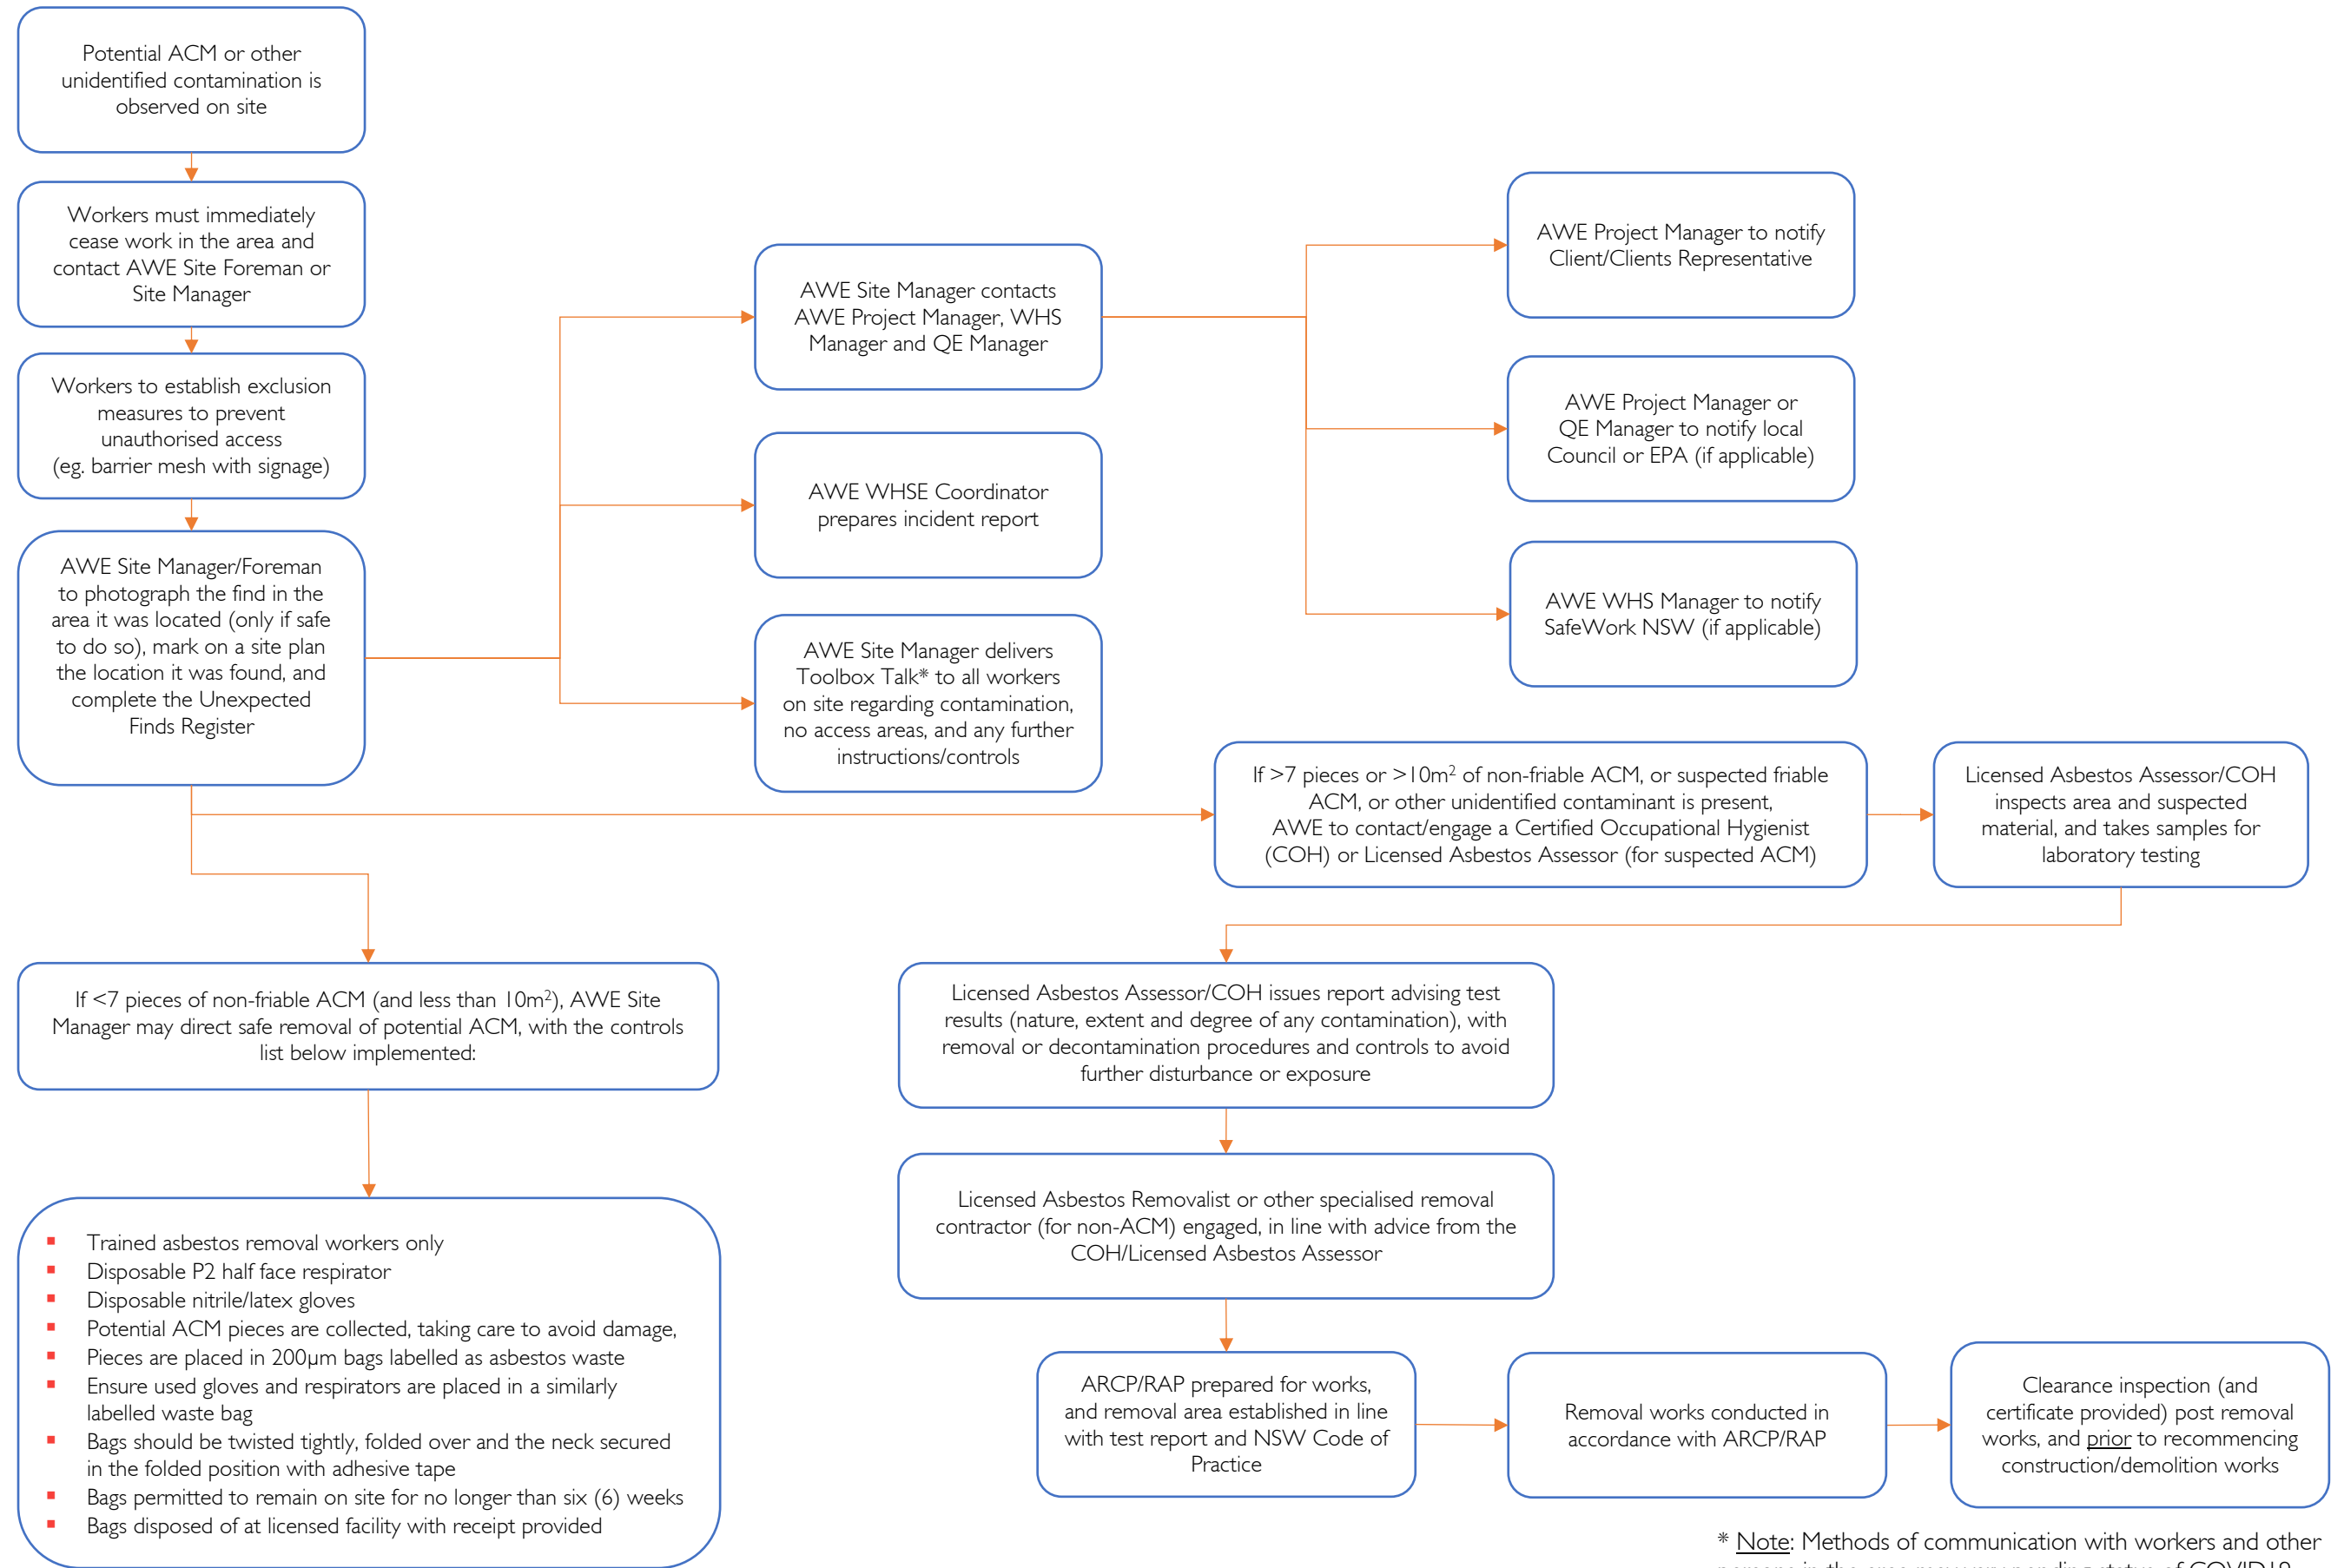 Potential ACM or other
unidentified contamination is
observed on site
Workers must immediately
cease work in the area and
contact AWE Site Foreman or
Site Manager
Workers to establish exclusion
measures to prevent
unauthorised access
(eg. barrier mesh with signage)
AWE Site Manager/Foreman
to photograph the find in the
area it was located (only if safe
to do so), mark on a site plan
the location it was found, and
complete the Unexpected
Finds Register
AWE Site Manager contacts
AWE Project Manager, WHS
Manager and QE Manager
AWE WHSE Coordinator
prepares incident report
AWE Site Manager delivers
Toolbox Talk* to all workers
on site regarding contamination,
no access areas, and any further
instructions/controls
AWE Project Manager to notify
Client/Clients Representative
AWE Project Manager or
QE Manager to notify local
Council or EPA (if applicable)
AWE WHS Manager to notify
SafeWork NSW (if applicable)
If >7 pieces or >10m² of non-friable ACM, or suspected friable
ACM, or other unidentified contaminant is present,
AWE to contact/engage a Certified Occupational Hygienist
(COH) or Licensed Asbestos Assessor (for suspected ACM)
Licensed Asbestos Assessor/COH
inspects area and suspected
material, and takes samples for
laboratory testing
If <7 pieces of non-friable ACM (and less than 10m²), AWE Site
Manager may direct safe removal of potential ACM, with the controls
list below implemented:
Licensed Asbestos Assessor/COH issues report advising test
results (nature, extent and degree of any contamination), with
removal or decontamination procedures and controls to avoid
further disturbance or exposure
Licensed Asbestos Removalist or other specialised removal
contractor (for non-ACM) engaged, in line with advice from the
COH/Licensed Asbestos Assessor
▪ Trained asbestos removal workers only
▪ Disposable P2 half face respirator
▪ Disposable nitrile/latex gloves
▪ Potential ACM pieces are collected, taking care to avoid damage,
▪ Pieces are placed in 200µm bags labelled as asbestos waste
▪ Ensure used gloves and respirators are placed in a similarly
labelled waste bag
▪ Bags should be twisted tightly, folded over and the neck secured
in the folded position with adhesive tape
▪ Bags permitted to remain on site for no longer than six (6) weeks
▪ Bags disposed of at licensed facility with receipt provided
ARCP/RAP prepared for works,
and removal area established in line
with test report and NSW Code of
Practice
Removal works conducted in
accordance with ARCP/RAP
Clearance inspection (and
certificate provided) post removal
works, and prior to recommencing
construction/demolition works
* Note: Methods of communication with workers and other
persons in the area may vary pending status of COVID19